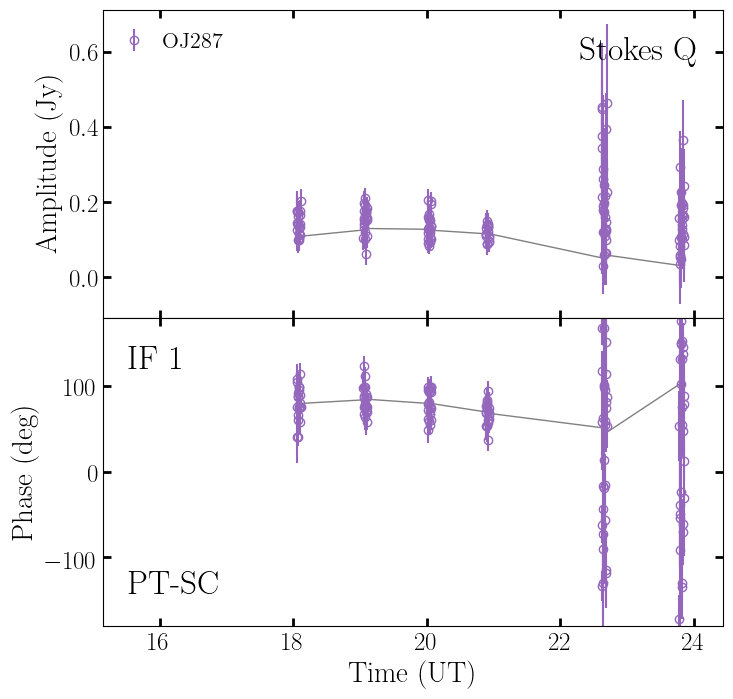 OJ287
Stokes Q
Amplitude (Jy)
0.6
0.4
0.2
0.0
IF 1
PT-SC
Phase (deg)
100
0
−100
16 18 20 22 24
Time (UT)